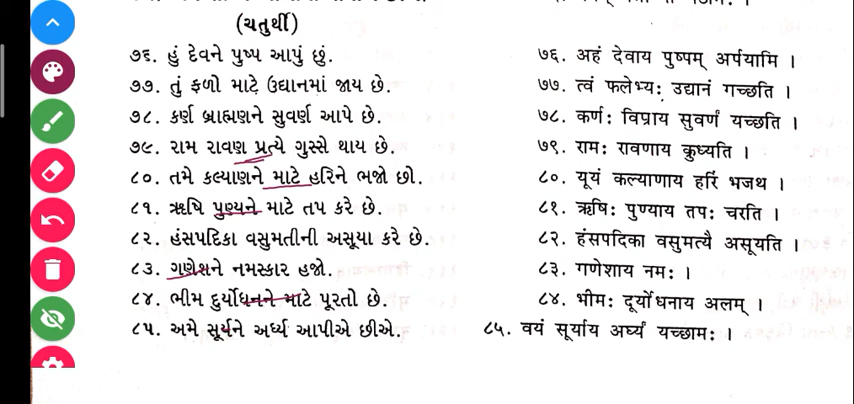 (ચતુર્થી)
૭૬. હું દેવને પુષ્પ આપું છું.
૭૬. अहं देवाय पुष्पम् अर्पयामि ।
૭૭. તું ફળો માટે ઉદ્યાનમાં જાય છે.
૭૭. त्वं फलेभ्यः उद्यानं गच्छति ।
૭૮. કર્ણ બ્રાહ્મણને સુવર્ણ આપે છે.
૭૮. कर्णः विप्राय सुवर्णं यच्छति ।
૭૯. રામ રાવણ પ્રત્યે ગુસ્સે થાય છે.
૭૯. रामः रावणाय क्रुध्यति ।
૮૦. તમે કલ્યાણને માટે હરિને ભજો છો.
૮૦. यूयं कल्याणाय हरिं भजथ ।
૮૧. ઋષિ પુણ્યને માટે તપ કરે છે.
૮૧. ऋषिः पुण्याय तपः चरति ।
૮૨. હંસપદિકા વસુમતીની અસૂયા કરે છે.
૮૨. हंसपदिका वसुमत्यै असूयति ।
૮૩. ગણેશને નમસ્કાર હજો.
૮૩. गणेशाय नमः ।
૮૪. ભીમ દુર્યોધનને માટે પૂરતો છે.
૮૪. भीमः दूर्योधनाय अलम् ।
૮૫. અમે સૂર્યને અર્ધ્ય આપીએ છીએ.
૮૫. वयं सूर्याय अर्घ्यं यच्छामः ।